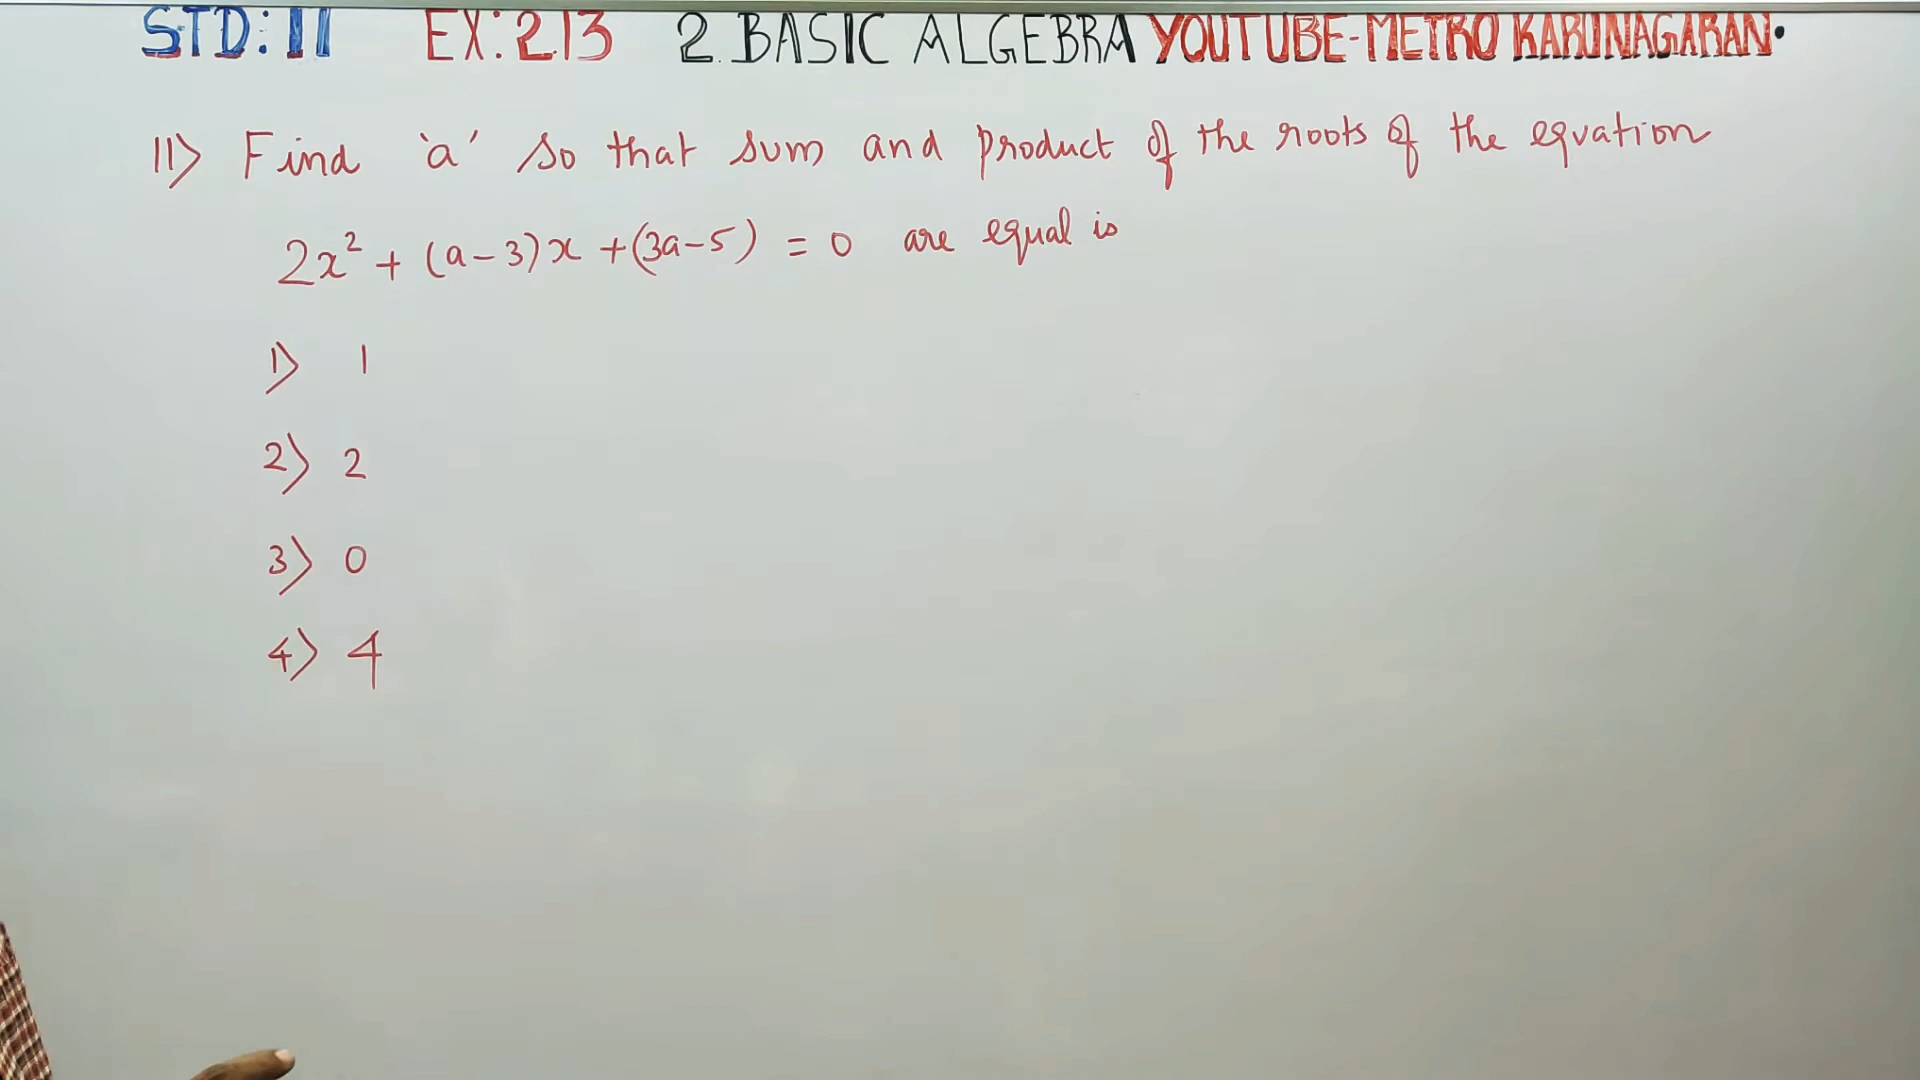 STD: 11 EX: 2.13 2. BASIC ALGEBRA YOUTUBE-METRO KARUNAGARAN.
11) Find 'a' so that sum and product of the roots of the equation
2x² + (a-3)x + (3a-5) = 0 are equal is
1) 1
2) 2
3) 0
4) 4